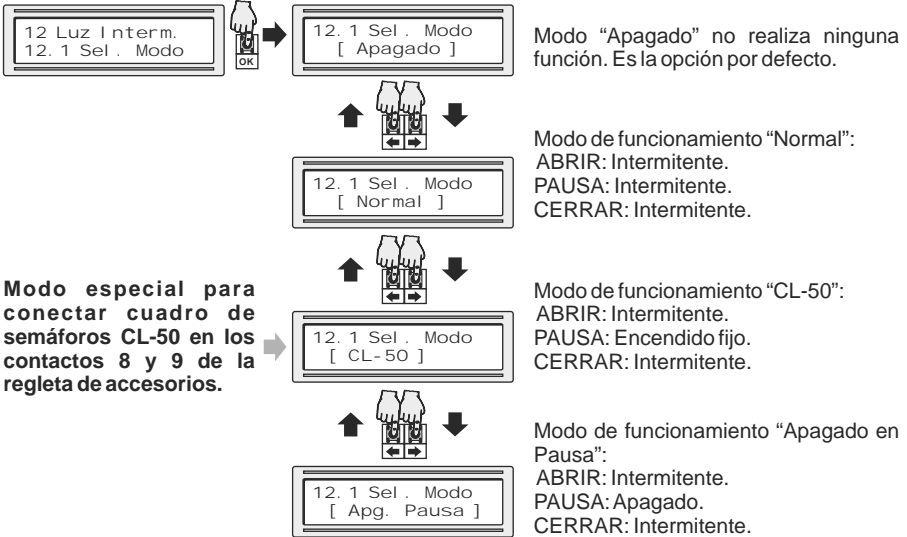 12 Luz Interm.
12.1 Sel. Modo
OK
12.1 Sel. Modo
[ Apagado ]
Modo “Apagado” no realiza ninguna
función. Es la opción por defecto.
12.1 Sel. Modo
[ Normal ]
Modo de funcionamiento “Normal”:
ABRIR: Intermitente.
PAUSA: Intermitente.
CERRAR: Intermitente.
Modo especial para
conectar cuadro de
semáforos CL-50 en los
contactos 8 y 9 de la
regleta de accesorios.
12.1 Sel. Modo
[ CL-50 ]
Modo de funcionamiento “CL-50”:
ABRIR: Intermitente.
PAUSA: Encendido fijo.
CERRAR: Intermitente.
12.1 Sel. Modo
[ Apg. Pausa ]
Modo de funcionamiento “Apagado en
Pausa”:
ABRIR: Intermitente.
PAUSA: Apagado.
CERRAR: Intermitente.